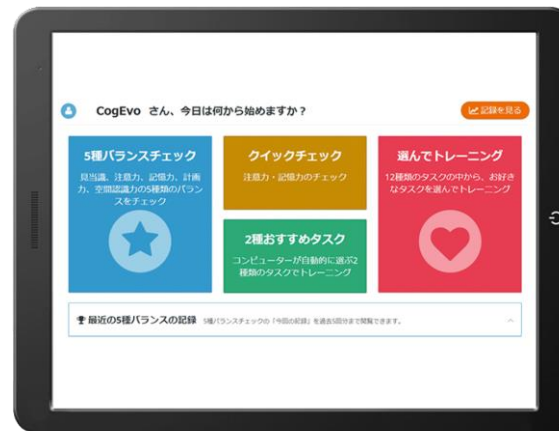 CogEvo さん、今日は何から始めますか？
記録を見る
5種バランスチェック
見当識、注意力、記憶力、計画
力、空間認識力の5種類のバラン
スをチェック
クイックチェック
注意力・記憶力のチェック
2種おすすめタスク
コンピューターが自動的に選ぶ2
種類のタスクでトレーニング
選んでトレーニング
12種類のタスクの中から、お好き
なタスクを選んでトレーニング
最近の5種バランスの記録 5種バランスチェックの「今回の記録」を過去5回分まで閲覧できます。